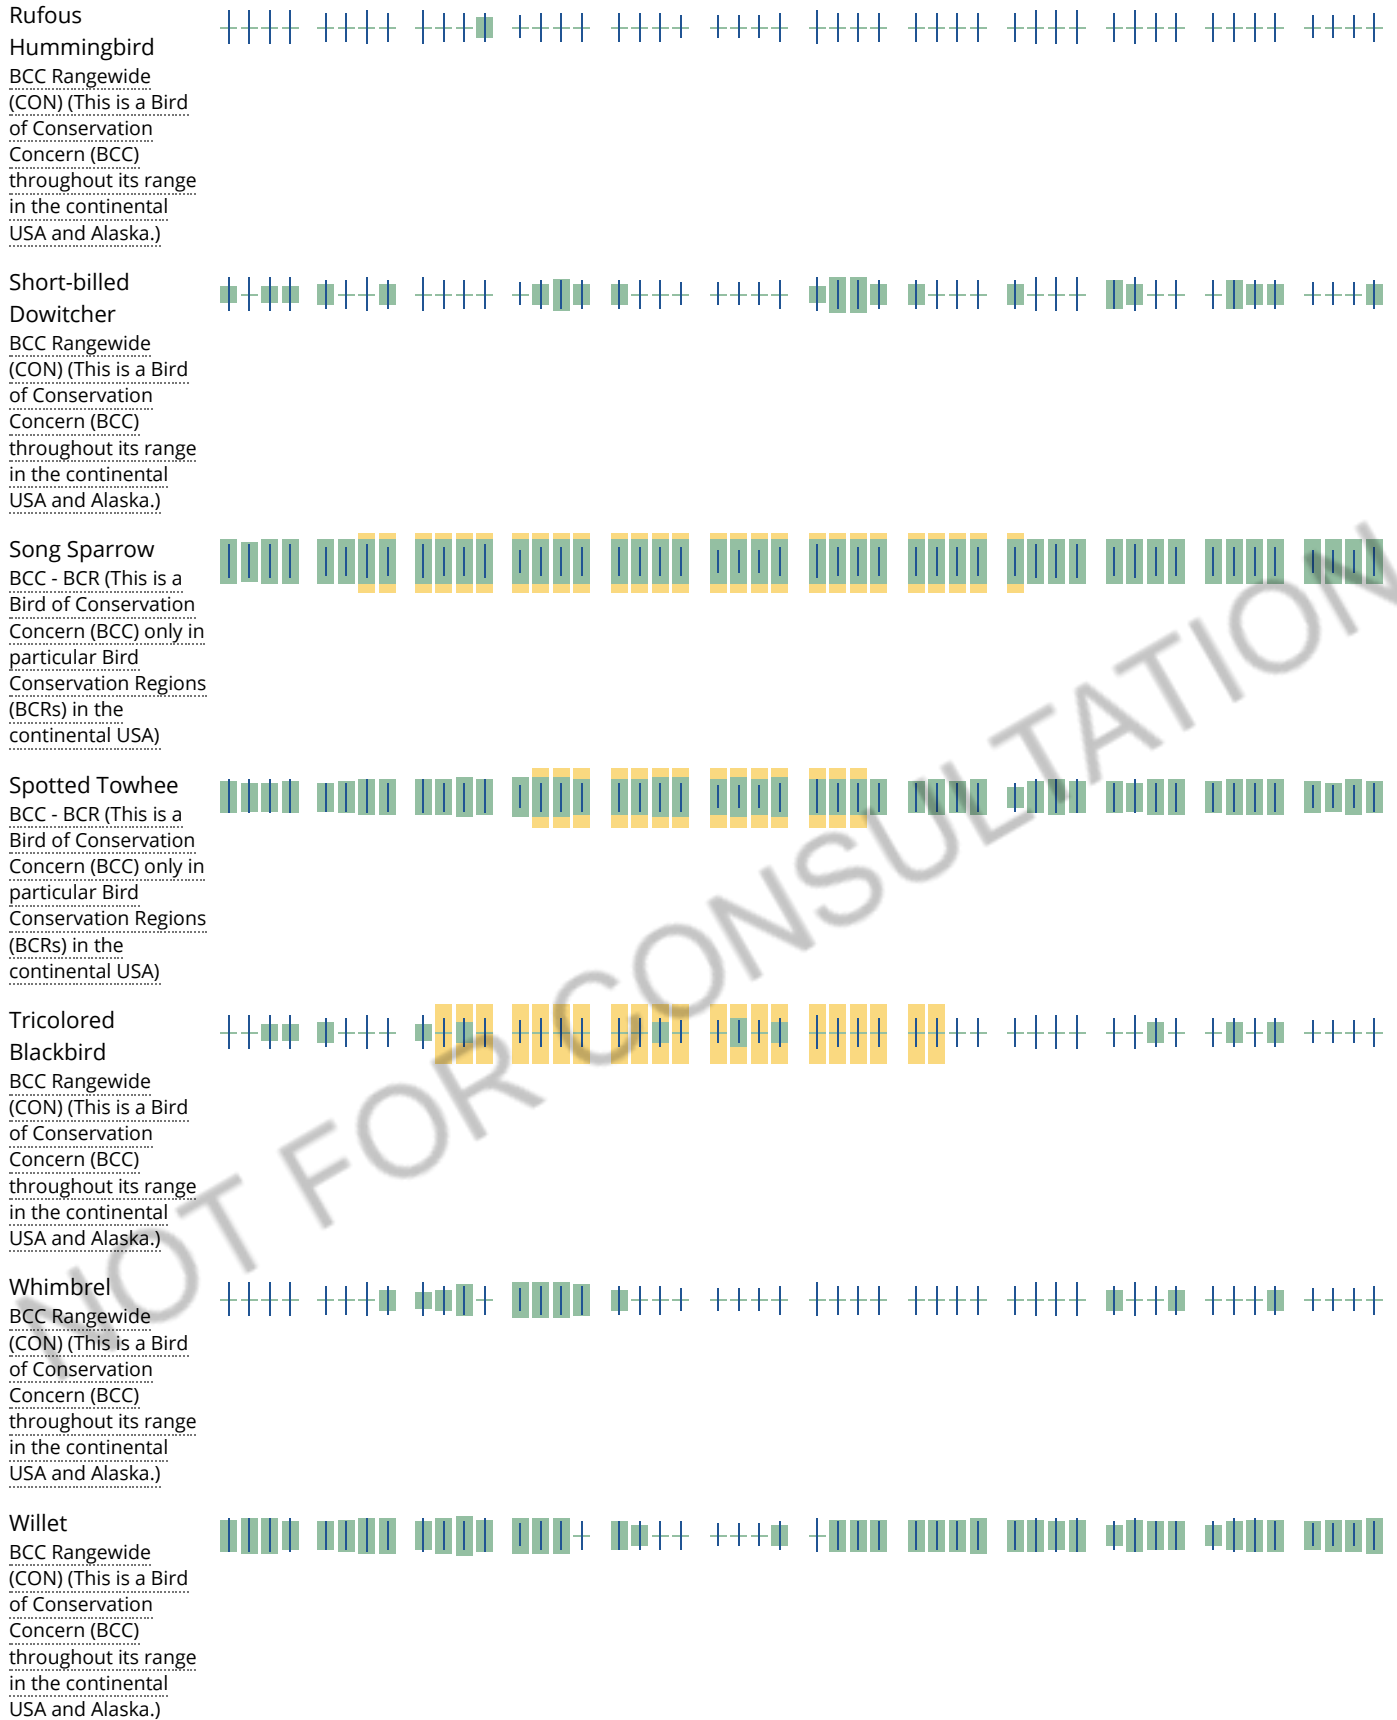 Rufous
Hummingbird
BCC Rangewide
(CON) (This is a Bird
of Conservation
Concern (BCC)
throughout its range
in the continental
USA and Alaska.)
Short-billed
Dowitcher
BCC Rangewide
(CON) (This is a Bird
of Conservation
Concern (BCC)
throughout its range
in the continental
USA and Alaska.)
Song Sparrow
BCC - BCR (This is a
Bird of Conservation
Concern (BCC) only in
particular Bird
Conservation Regions
(BCRs) in the
continental USA)
Spotted Towhee
BCC - BCR (This is a
Bird of Conservation
Concern (BCC) only in
particular Bird
Conservation Regions
(BCRs) in the
continental USA)
Tricolored
Blackbird
BCC Rangewide
(CON) (This is a Bird
of Conservation
Concern (BCC)
throughout its range
in the continental
USA and Alaska.)
Whimbrel
BCC Rangewide
(CON) (This is a Bird
of Conservation
Concern (BCC)
throughout its range
in the continental
USA and Alaska.)
Willet
BCC Rangewide
(CON) (This is a Bird
of Conservation
Concern (BCC)
throughout its range
in the continental
USA and Alaska.)
NOT FOR CONSULTATION